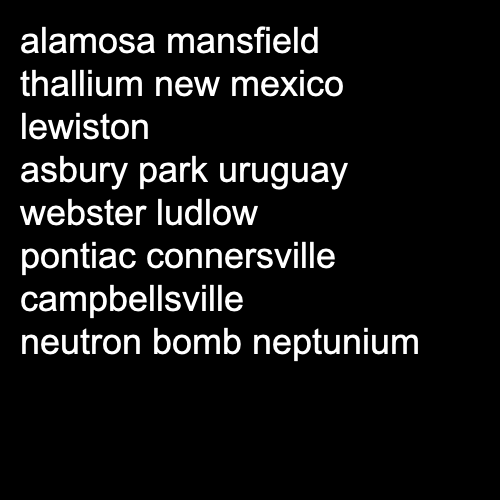 alamosa mansfield
thallium new mexico
lewiston
asbury park uruguay
webster ludlow
pontiac connersville
campbellsville
neutron bomb neptunium